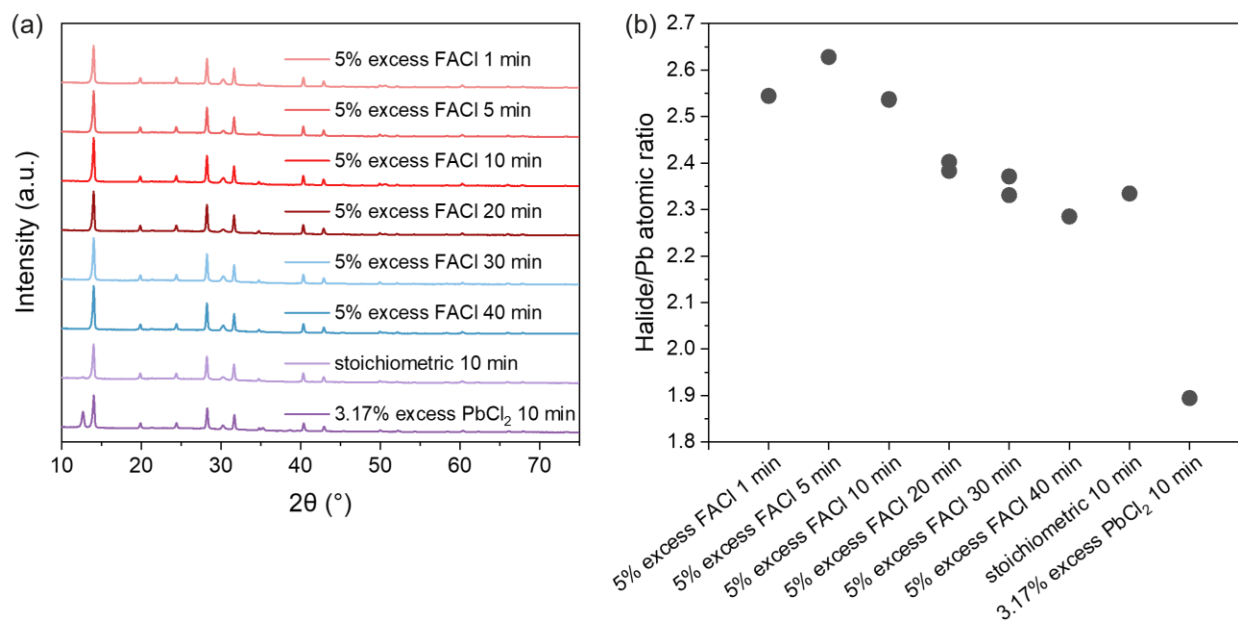 (a)
Intensity (a.u.)
5% excess FACl 1 min
5% excess FACl 5 min
5% excess FACl 10 min
5% excess FACl 20 min
5% excess FACl 30 min
5% excess FACl 40 min
stoichiometric 10 min
3.17% excess PbCl₂ 10 min
10 20 30 40 50 60 70
2θ (°)
(b)
Halide/Pb atomic ratio
2.7
2.6
2.5
2.4
2.3
2.2
2.1
2.0
1.9
1.8
5% excess FACl 1 min
5% excess FACl 5 min
5% excess FACl 10 min
5% excess FACl 20 min
5% excess FACl 30 min
5% excess FACl 40 min
stoichiometric 10 min
3.17% excess PbCl₂ 10 min